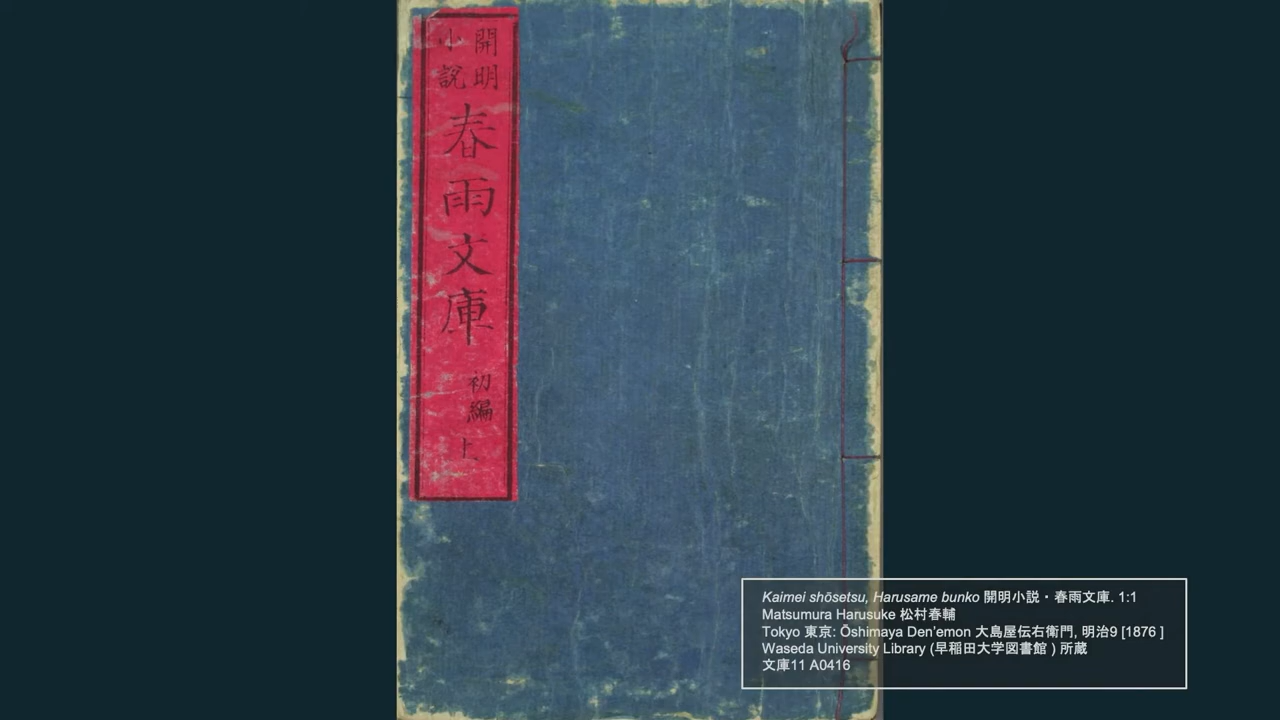 開明
小説
春雨文庫
初編
上
Kaimei shōsetsu, Harusame bunko 開明小説・春雨文庫. 1:1
Matsumura Harusuke 松村春輔
Tokyo 東京: Ōshimaya Den’emon 大島屋伝右衛門, 明治9 [1876 ]
Waseda University Library (早稲田大学図書館 ) 所蔵
文庫11 A0416